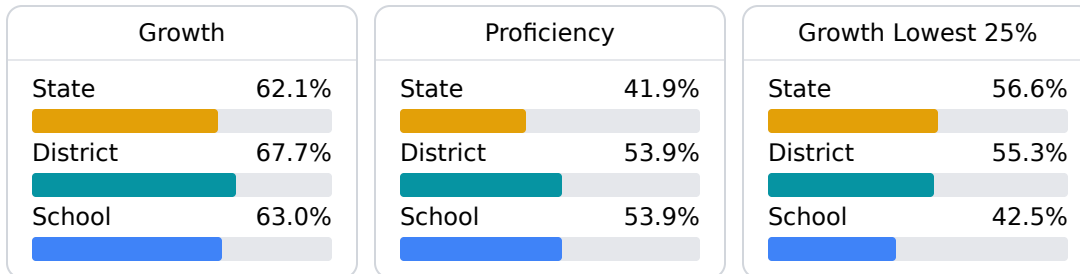 Growth
State 62.1%
District 67.7%
School 63.0%
Proficiency
State 41.9%
District 53.9%
School 53.9%
Growth Lowest 25%
State 56.6%
District 55.3%
School 42.5%